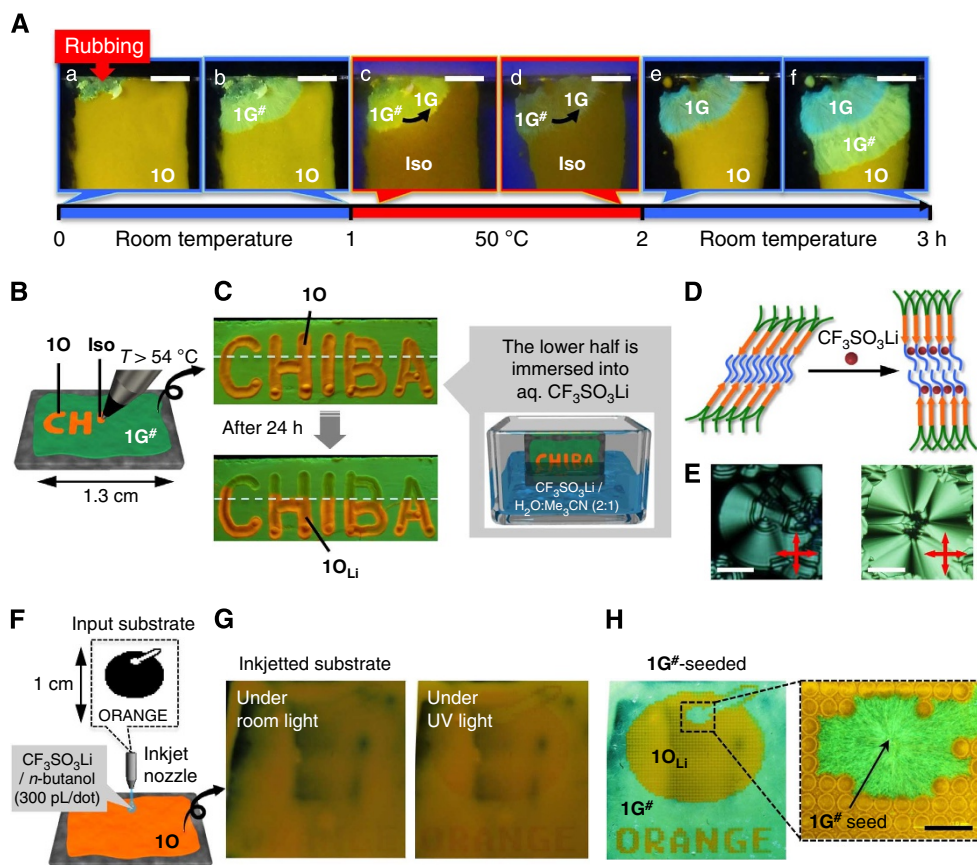 A
Rubbing
a
b
c
d
e
f
1G#
1G
1G
1G
1G#
1G#
1G#
1O
1O
Iso
Iso
1O
1O
0
Room temperature
1
50 °C
2
Room temperature
3 h
B
1O
Iso
T > 54 °C
CH
1G#
1.3 cm
C
1O
CHIBA
After 24 h
CHIBA
1OLi
The lower half is
immersed into
aq. CF3SO3Li
CHIBA
CF3SO3Li /
H2O:Me3CN (2:1)
D
CF3SO3Li
E
F
Input substrate
1 cm
ORANGE
CF3SO3Li
/ n-butanol
(300 pL/dot)
Inkjet
nozzle
1O
G
Inkjetted substrate
Under
room light
Under
UV light
H
1G#-seeded
1OLi
1G#
ORANGE
1G# seed